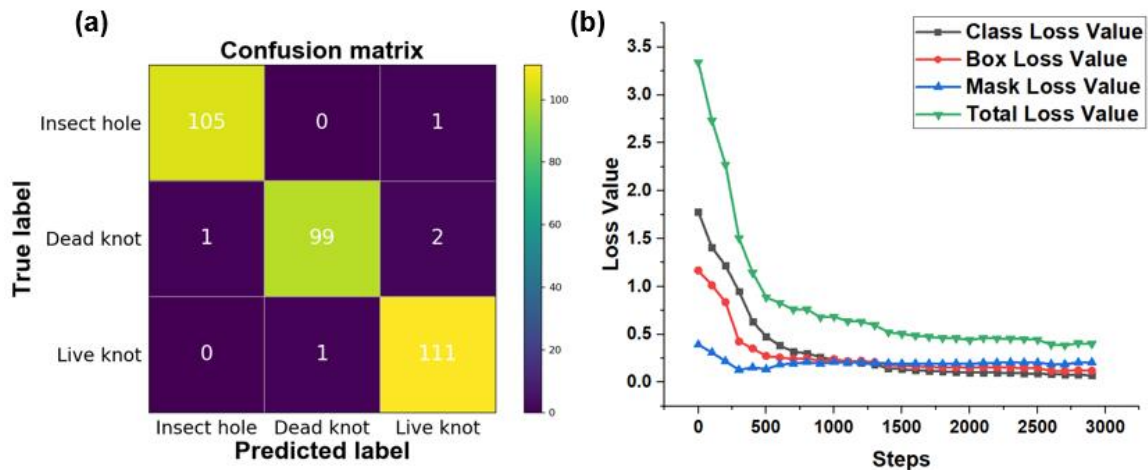 (a)
Confusion matrix
True label
Insect hole
Dead knot
Live knot
105 0 1
1 99 2
0 1 111
Insect hole Dead knot Live knot
Predicted label
100
80
60
40
20
0
(b)
Class Loss Value
Box Loss Value
Mask Loss Value
Total Loss Value
Loss Value
3.5
3.0
2.5
2.0
1.5
1.0
0.5
0.0
0 500 1000 1500 2000 2500 3000
Steps